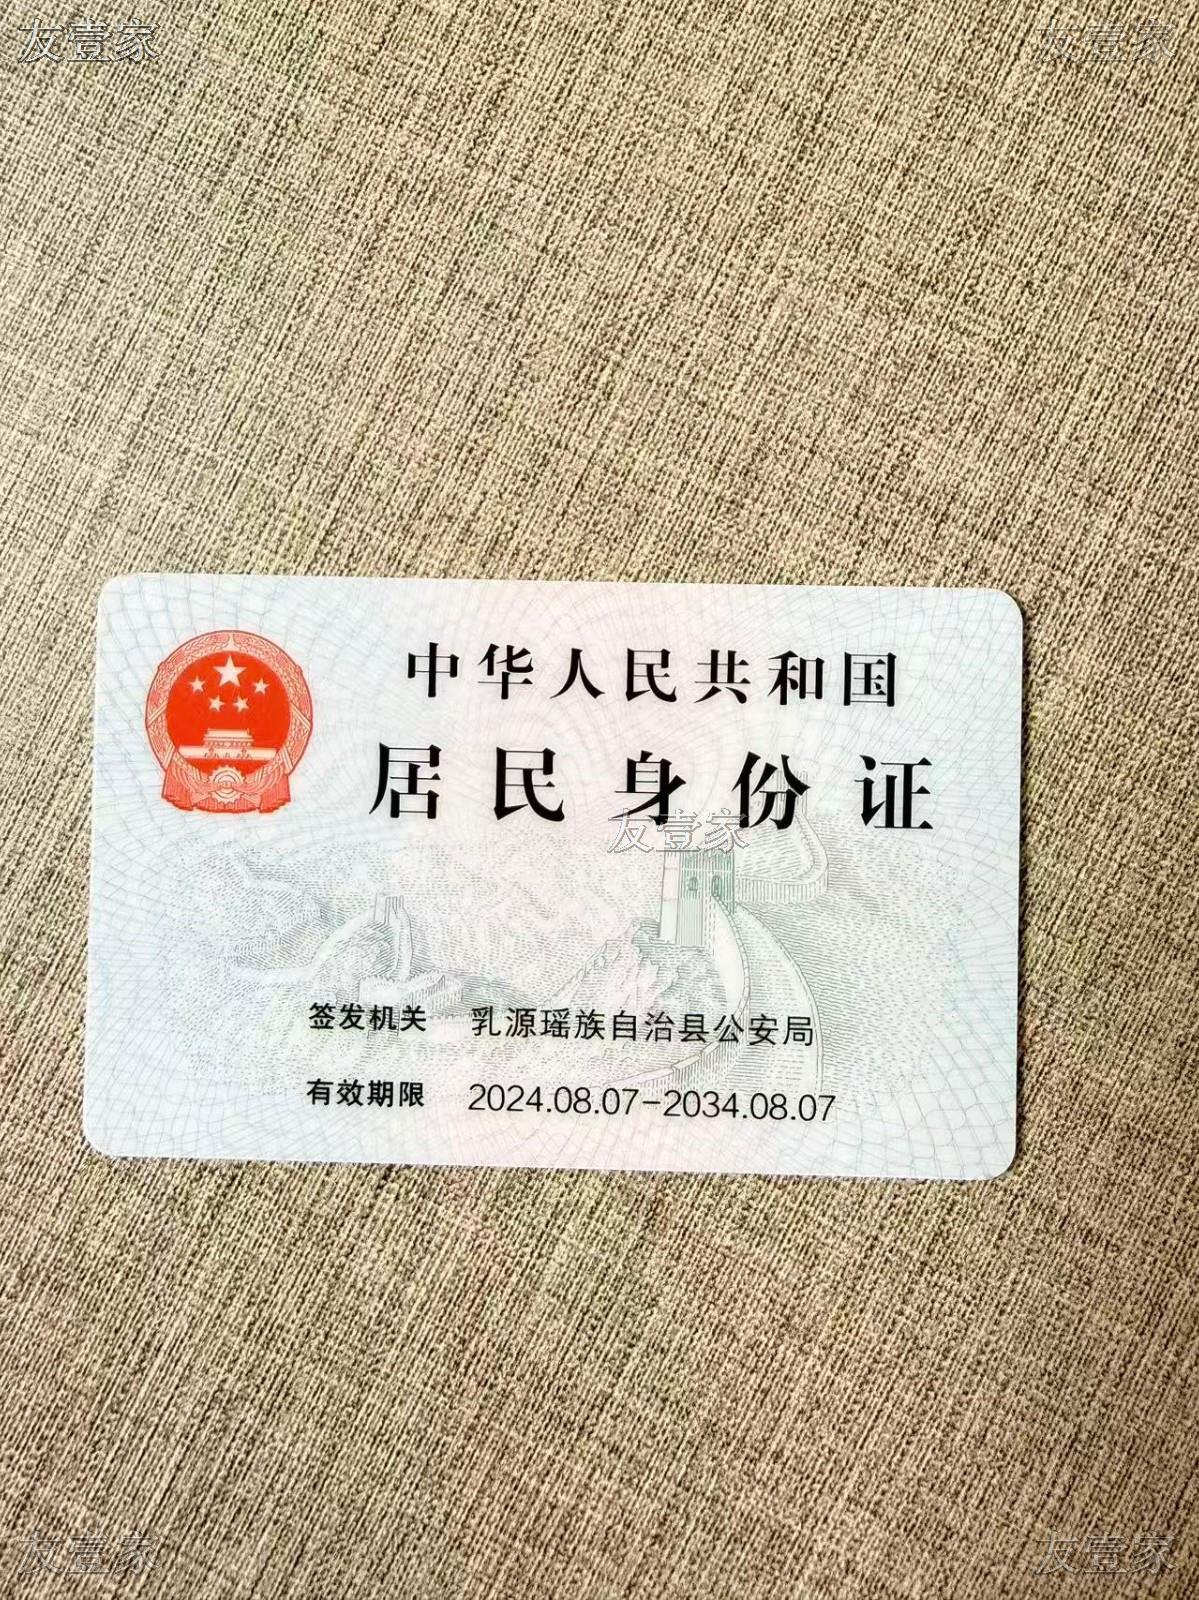 友壹家 友壹家
中华人民共和国
居民身份证
友壹家
签发机关 乳源瑶族自治县公安局
有效期限 2024.08.07-2034.08.07
友壹家 友壹家